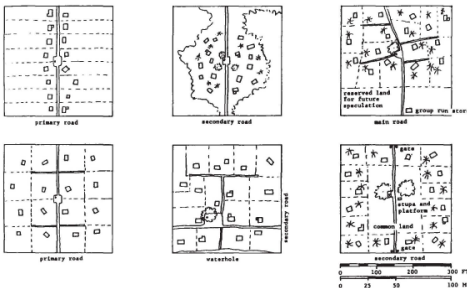 primary road
secondary road
reserved land
for future
speculation
group run store
main road
primary road
waterhole
secondary road
gate
stupa and
platform
common land
gate
secondary road
0 100 200 300 F
0 25 50 100 M